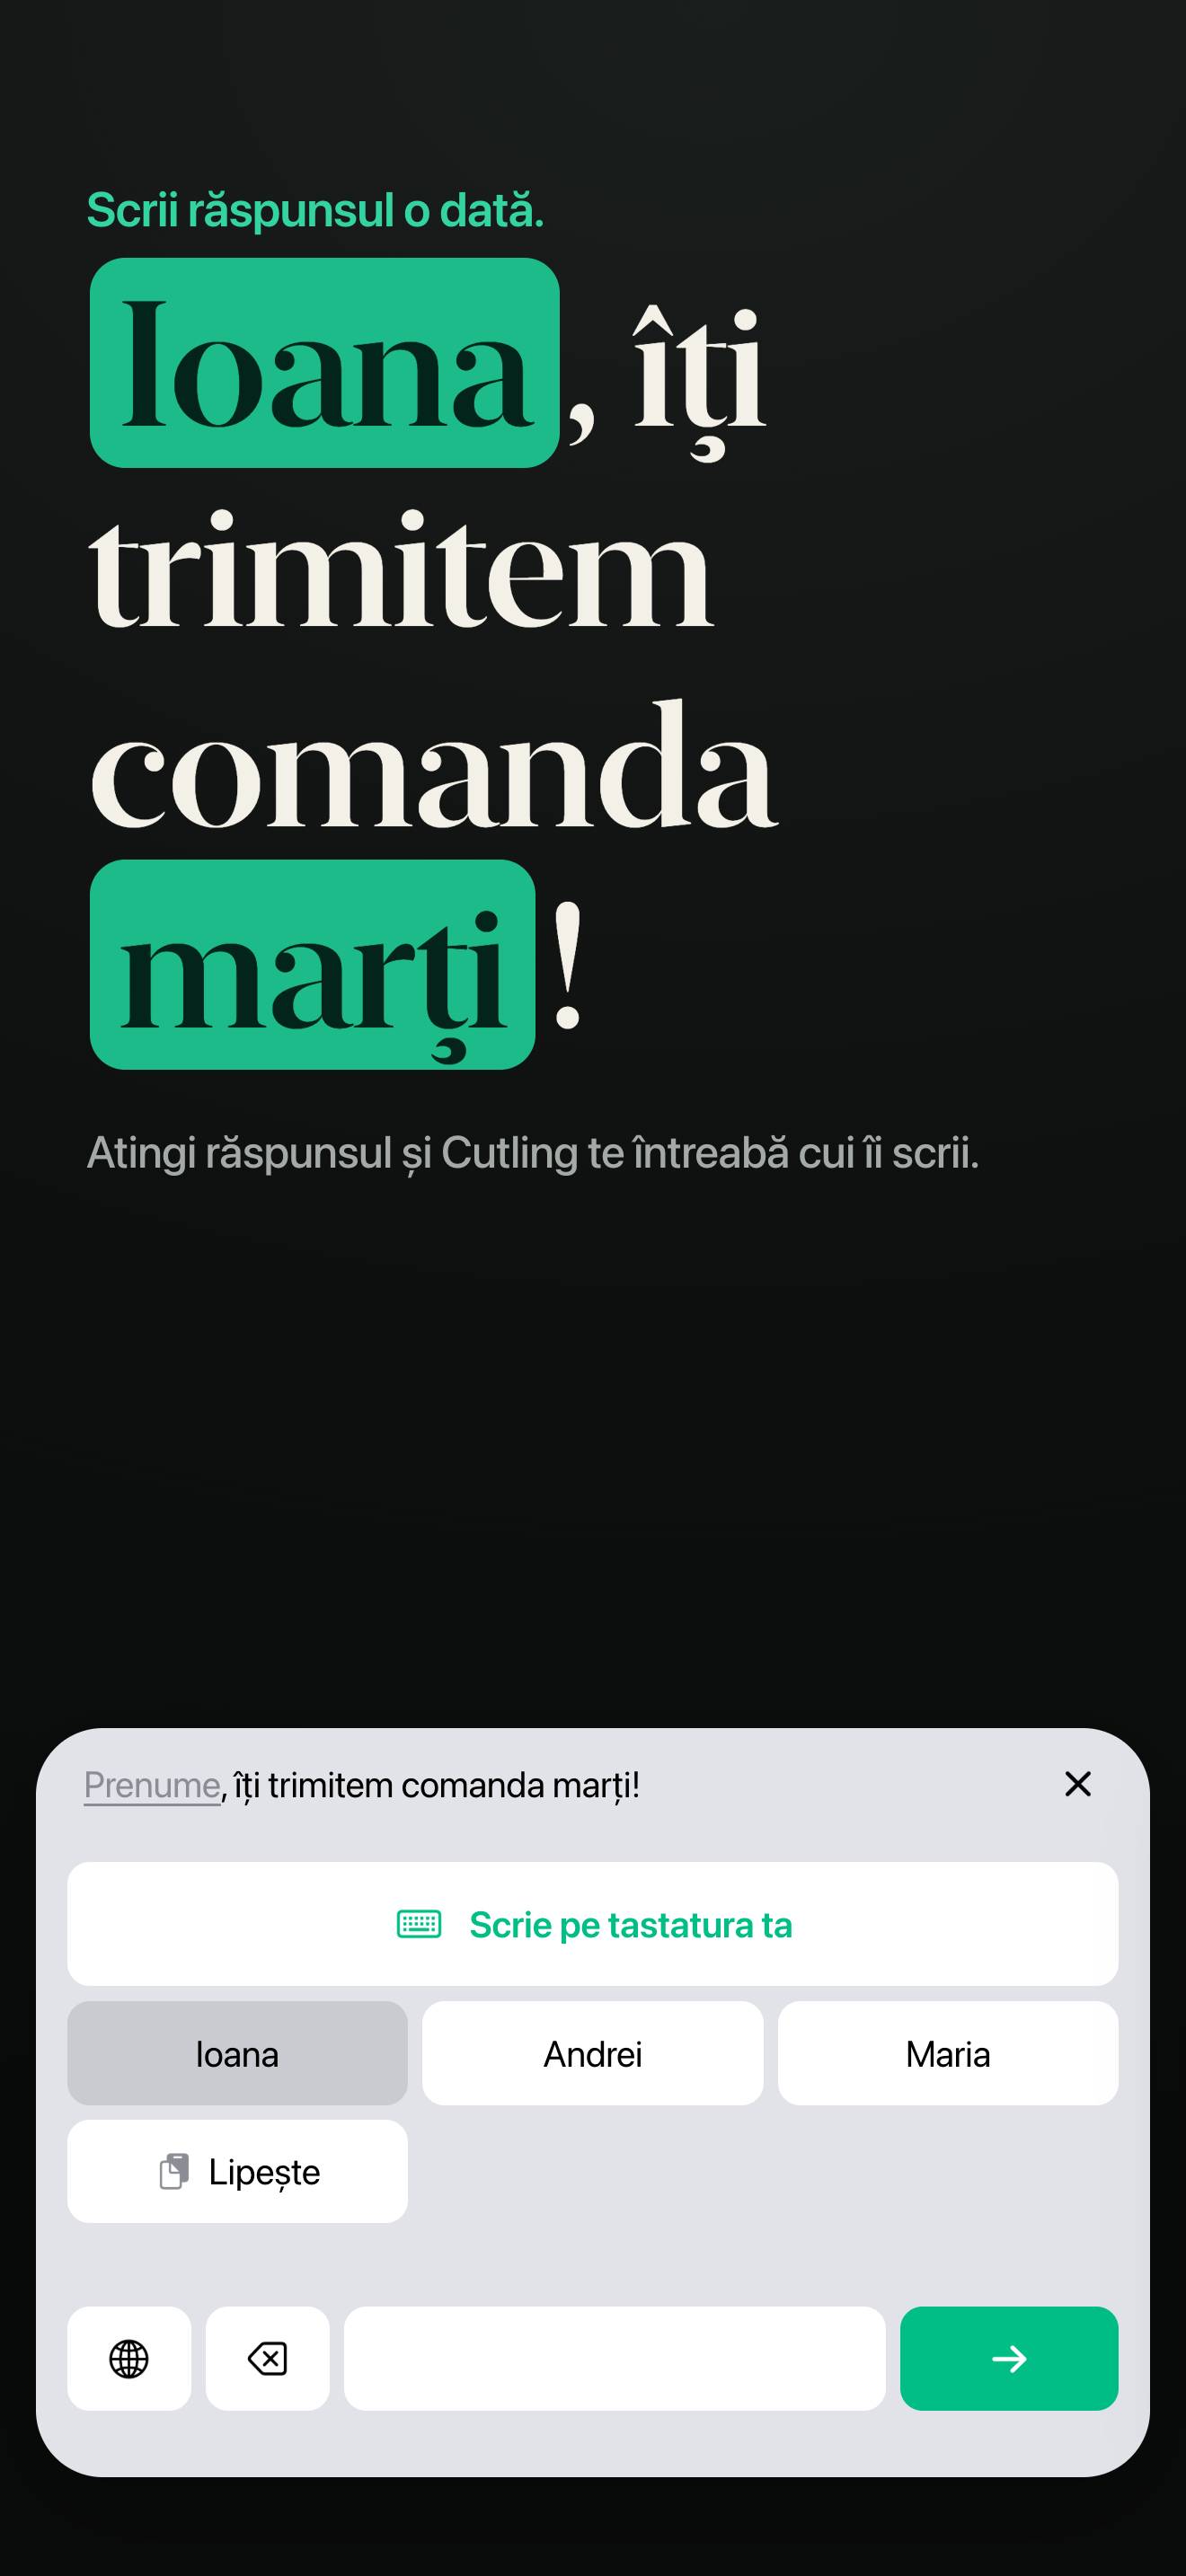 Scrii răspunsul o dată.
Ioana, îți
trimitem
comanda
marți!
Atingi răspunsul și Cutling te întreabă cui îi scrii.
Prenume, îți trimitem comanda marți!
Scrie pe tastatura ta
Ioana Andrei Maria
Lipește